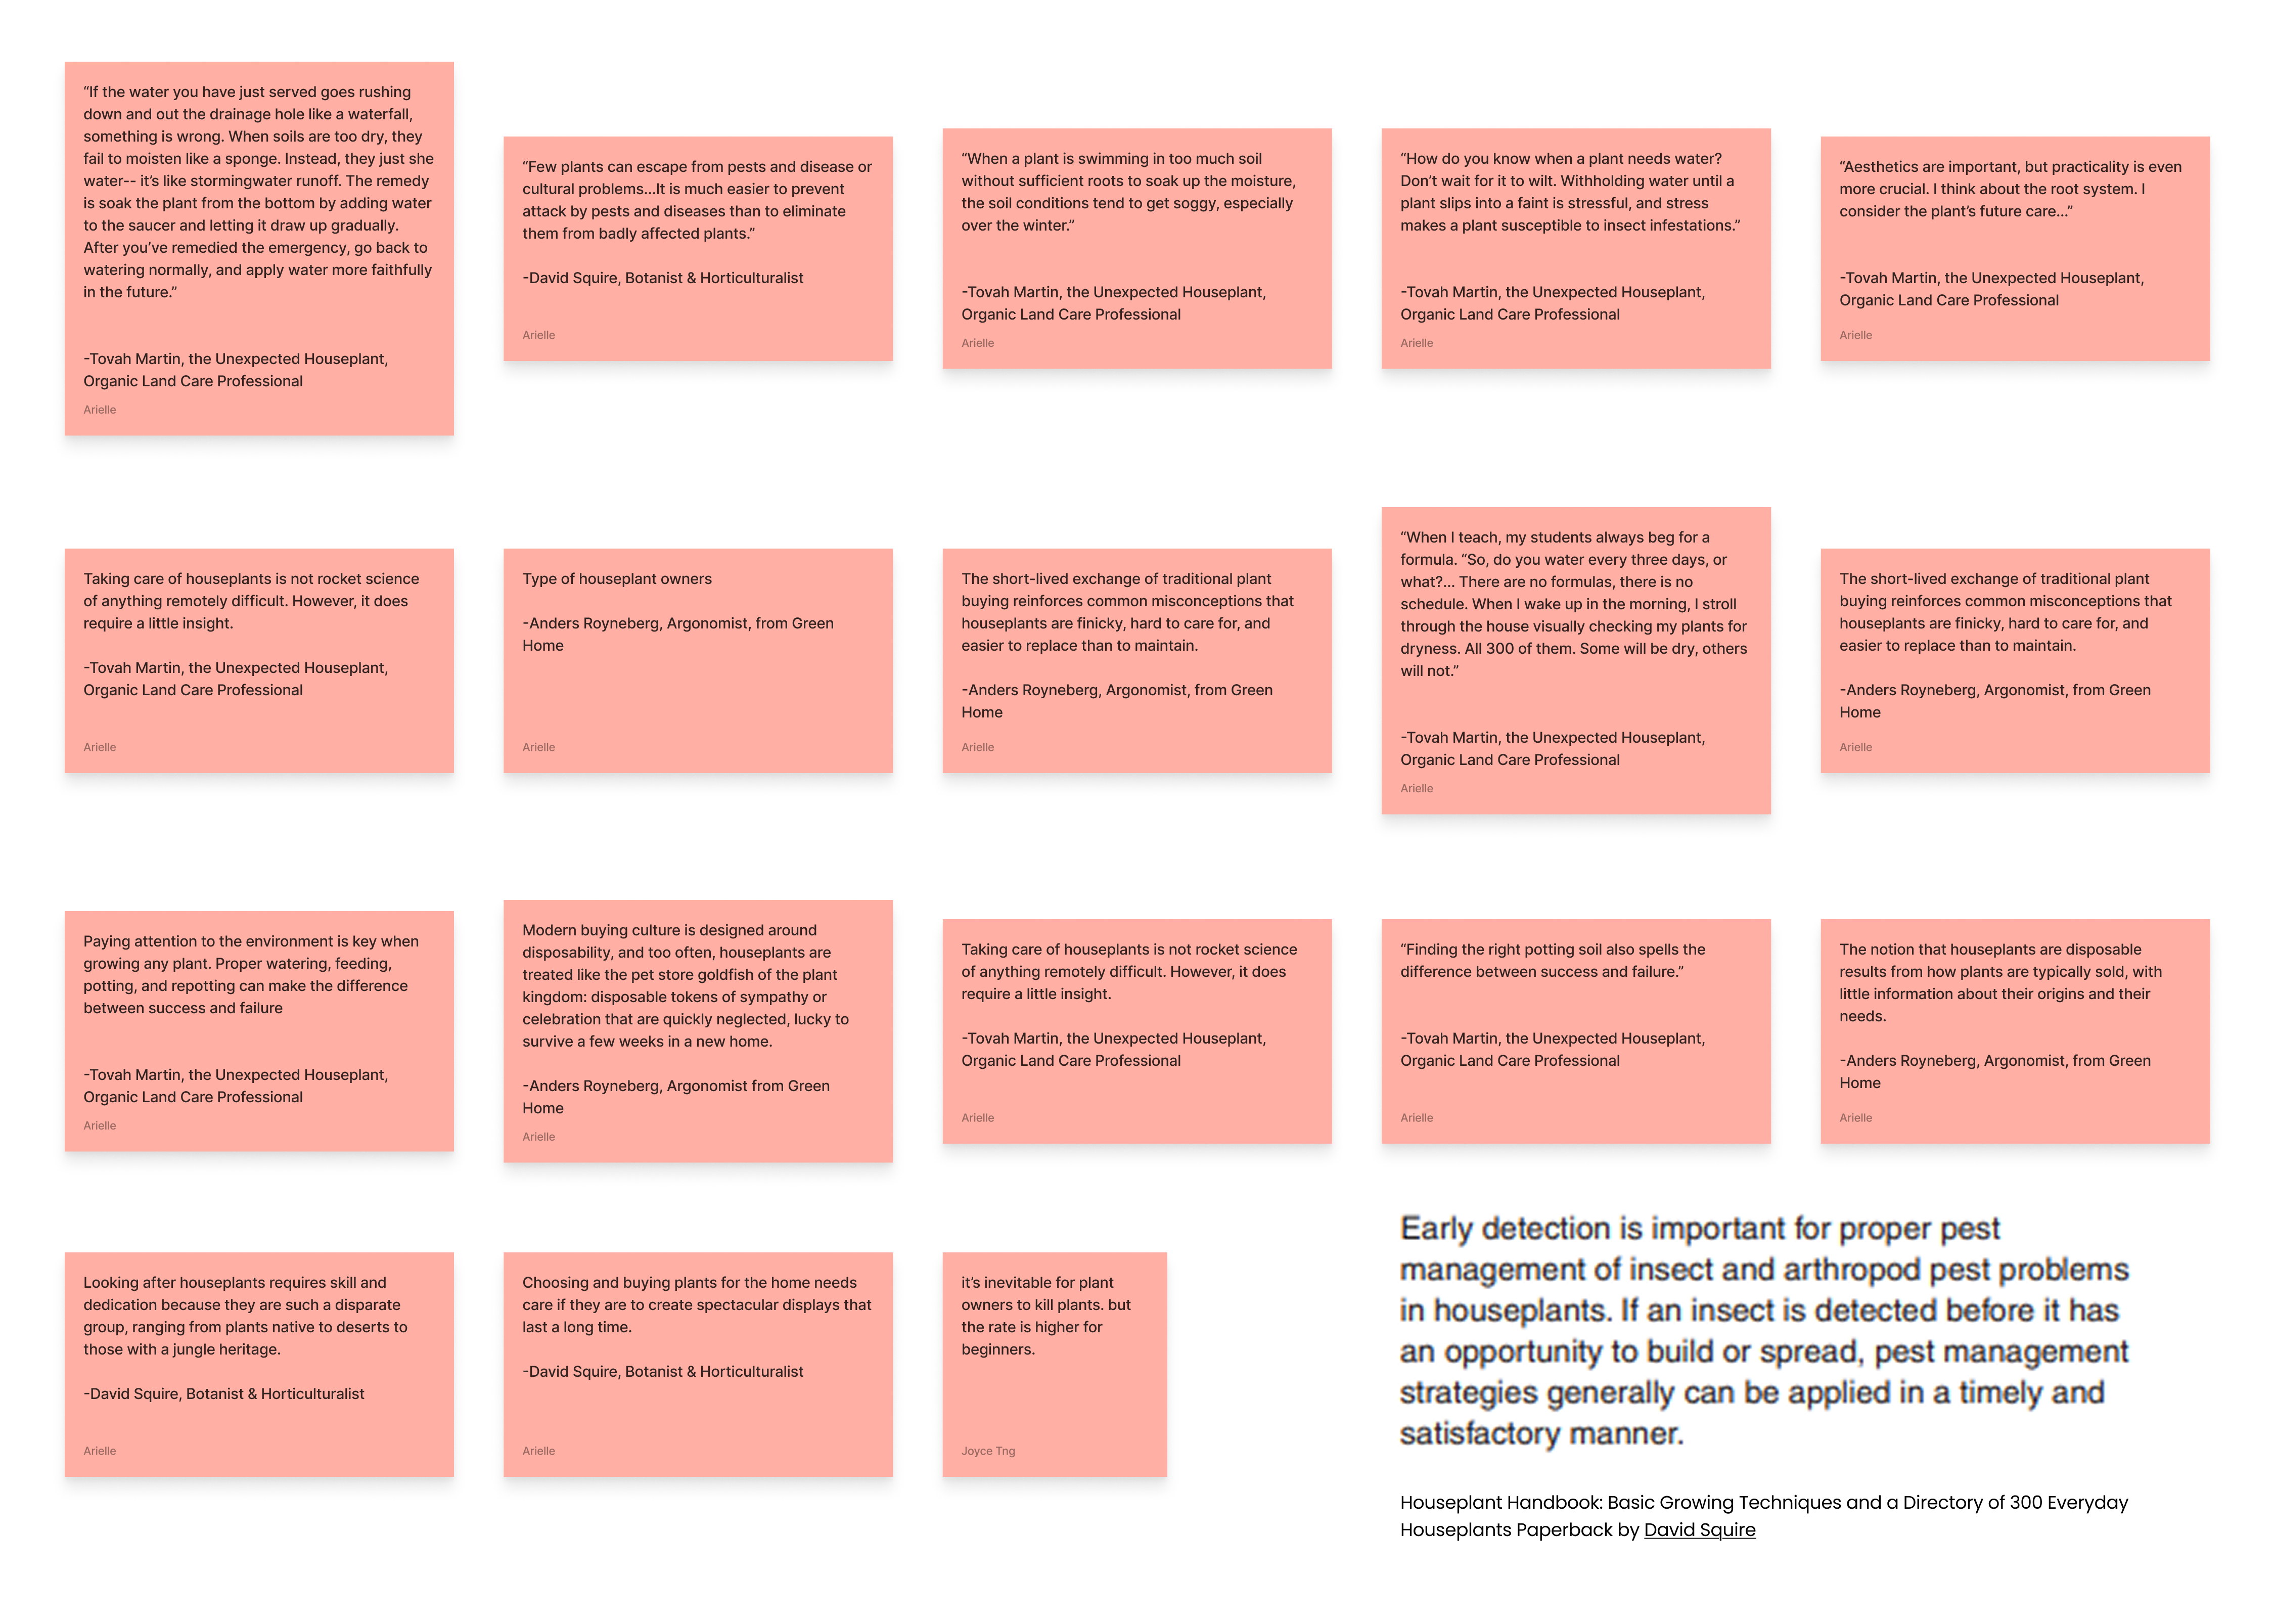 “If the water you have just served goes rushing
down and out the drainage hole like a waterfall,
something is wrong. When soils are too dry, they
fail to moisten like a sponge. Instead, they just she
water-- it’s like stormingwater runoff. The remedy
is soak the plant from the bottom by adding water
to the saucer and letting it draw up gradually.
After you’ve remedied the emergency, go back to
watering normally, and apply water more faithfully
in the future.”
-Tovah Martin, the Unexpected Houseplant,
Organic Land Care Professional
Arielle
“Few plants can escape from pests and disease or
cultural problems...It is much easier to prevent
attack by pests and diseases than to eliminate
them from badly affected plants.”
-David Squire, Botanist & Horticulturalist
Arielle
“When a plant is swimming in too much soil
without sufficient roots to soak up the moisture,
the soil conditions tend to get soggy, especially
over the winter.”
-Tovah Martin, the Unexpected Houseplant,
Organic Land Care Professional
Arielle
“How do you know when a plant needs water?
Don’t wait for it to wilt. Withholding water until a
plant slips into a faint is stressful, and stress
makes a plant susceptible to insect infestations.”
-Tovah Martin, the Unexpected Houseplant,
Organic Land Care Professional
Arielle
“Aesthetics are important, but practicality is even
more crucial. I think about the root system. I
consider the plant’s future care...”
-Tovah Martin, the Unexpected Houseplant,
Organic Land Care Professional
Arielle
Taking care of houseplants is not rocket science
of anything remotely difficult. However, it does
require a little insight.
-Tovah Martin, the Unexpected Houseplant,
Organic Land Care Professional
Arielle
Type of houseplant owners
-Anders Royneberg, Argonomist, from Green
Home
Arielle
The short-lived exchange of traditional plant
buying reinforces common misconceptions that
houseplants are finicky, hard to care for, and
easier to replace than to maintain.
-Anders Royneberg, Argonomist, from Green
Home
Arielle
“When I teach, my students always beg for a
formula. “So, do you water every three days, or
what?... There are no formulas, there is no
schedule. When I wake up in the morning, I stroll
through the house visually checking my plants for
dryness. All 300 of them. Some will be dry, others
will not.”
-Tovah Martin, the Unexpected Houseplant,
Organic Land Care Professional
Arielle
The short-lived exchange of traditional plant
buying reinforces common misconceptions that
houseplants are finicky, hard to care for, and
easier to replace than to maintain.
-Anders Royneberg, Argonomist, from Green
Home
Arielle
Paying attention to the environment is key when
growing any plant. Proper watering, feeding,
potting, and repotting can make the difference
between success and failure
-Tovah Martin, the Unexpected Houseplant,
Organic Land Care Professional
Arielle
Modern buying culture is designed around
disposability, and too often, houseplants are
treated like the pet store goldfish of the plant
kingdom: disposable tokens of sympathy or
celebration that are quickly neglected, lucky to
survive a few weeks in a new home.
-Anders Royneberg, Argonomist from Green
Home
Arielle
Taking care of houseplants is not rocket science
of anything remotely difficult. However, it does
require a little insight.
-Tovah Martin, the Unexpected Houseplant,
Organic Land Care Professional
Arielle
“Finding the right potting soil also spells the
difference between success and failure.”
-Tovah Martin, the Unexpected Houseplant,
Organic Land Care Professional
Arielle
The notion that houseplants are disposable
results from how plants are typically sold, with
little information about their origins and their
needs.
-Anders Royneberg, Argonomist, from Green
Home
Arielle
Looking after houseplants requires skill and
dedication because they are such a disparate
group, ranging from plants native to deserts to
those with a jungle heritage.
-David Squire, Botanist & Horticulturalist
Arielle
Choosing and buying plants for the home needs
care if they are to create spectacular displays that
last a long time.
-David Squire, Botanist & Horticulturalist
Arielle
it’s inevitable for plant
owners to kill plants. but
the rate is higher for
beginners.
Joyce Tng
Early detection is important for proper pest
management of insect and arthropod pest problems
in houseplants. If an insect is detected before it has
an opportunity to build or spread, pest management
strategies generally can be applied in a timely and
satisfactory manner.
Houseplant Handbook: Basic Growing Techniques and a Directory of 300 Everyday
Houseplants Paperback by David Squire